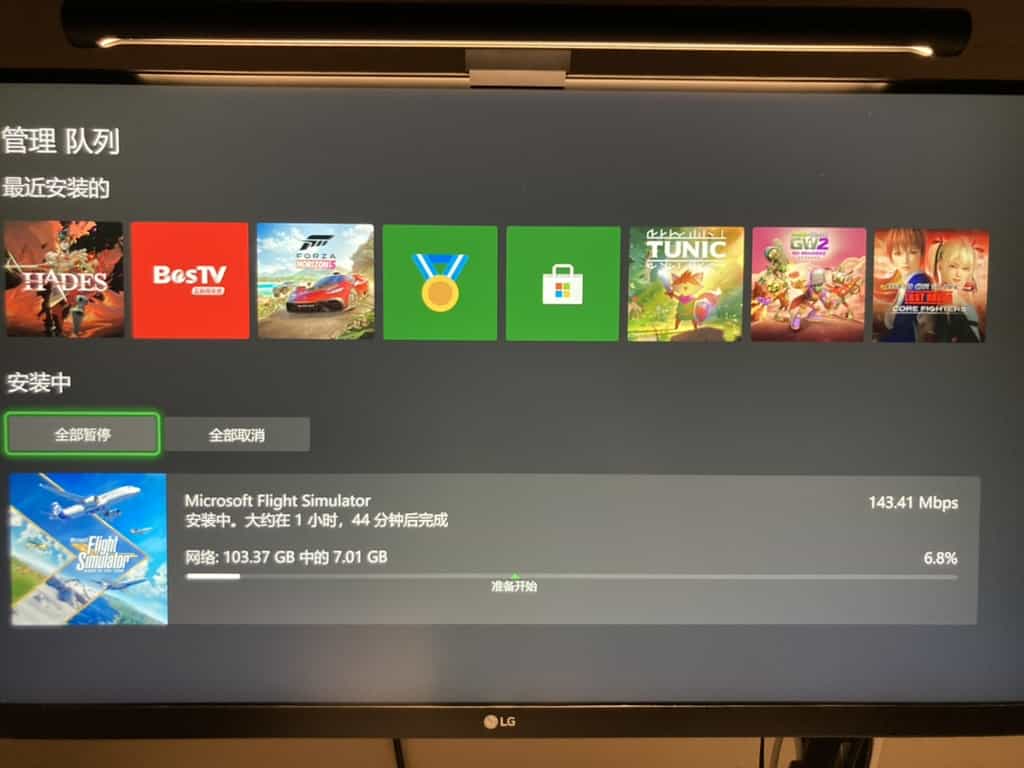 管理 队列
最近安装的
HADES
BesTV
FORZA
HORIZON 5
TUNIC
GW2
LAST ROUND
CORE FIGHTERS
安装中
全部暂停
全部取消
Microsoft Flight Simulator
143.41 Mbps
安装中。大约在 1 小时，44 分钟后完成
网络: 103.37 GB 中的 7.01 GB
6.8%
准备开始
Flight
Simulator
LG